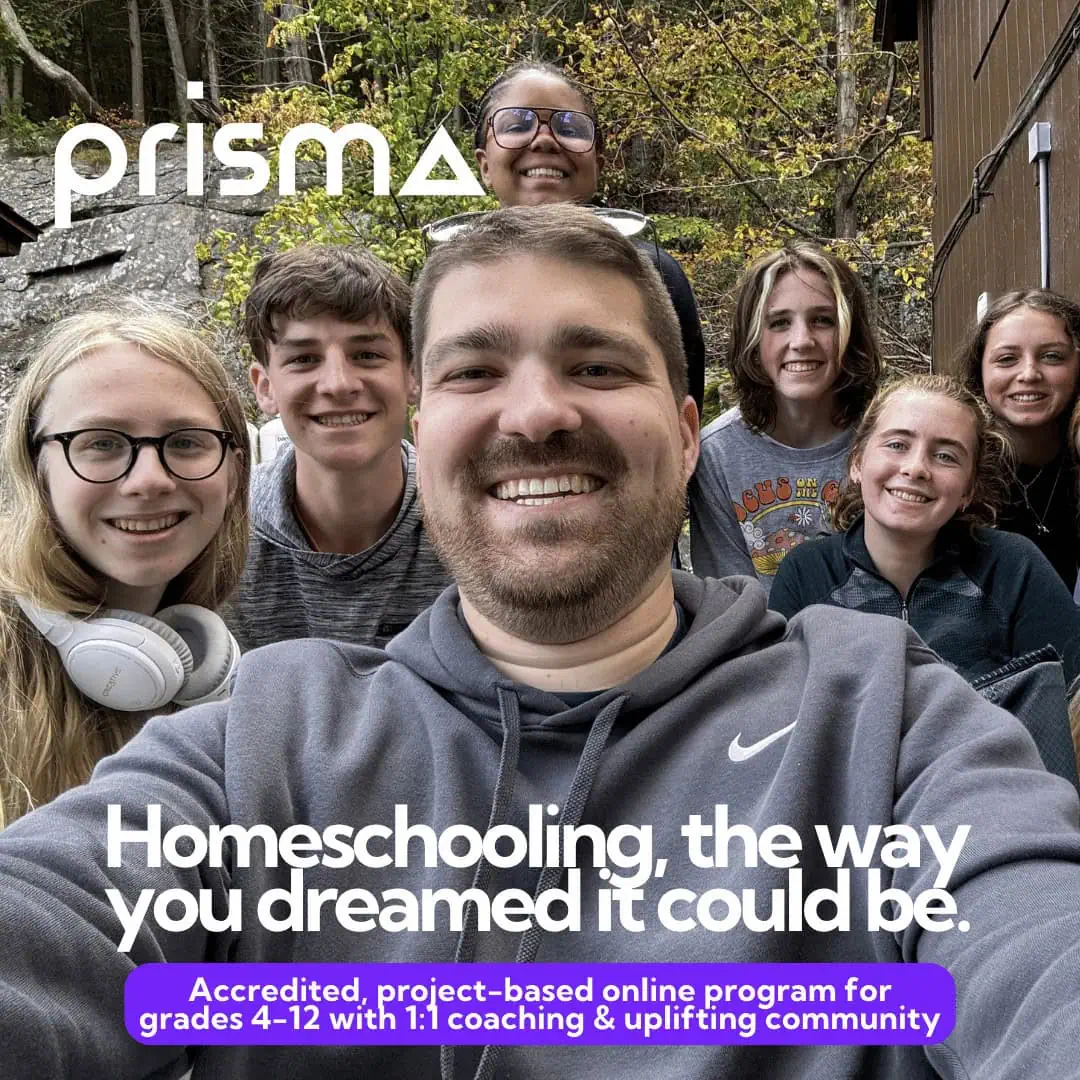 prisma
CREATIVE
Homeschooling, the way
you dreamed it could be.
Accredited, project-based online program for
grades 4-12 with 1:1 coaching & uplifting community